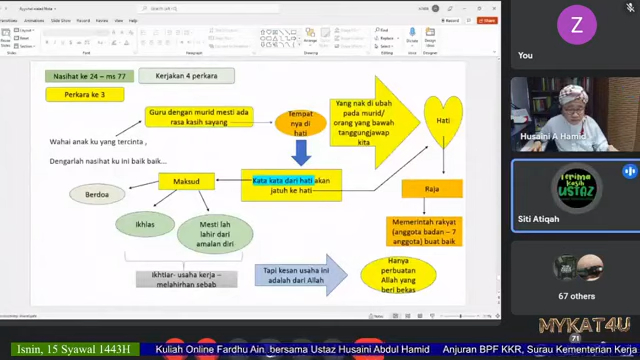 Nasihat ke 24 – ms 77
Kerjakan 4 perkara
Perkara ke 3
Guru dengan murid mesti ada
rasa kasih sayang
Tempat
nya di
hati
Yang nak di ubah
pada murid/
orang yang bawah
tanggungjawap
kita
Hati
Wahai anak ku yang tercinta ,
Dengarlah nasihat ku ini baik baik...
Maksud
Kata kata dari hati akan
jatuh ke hati
Berdoa
Ikhlas
Mesti lah
lahir dari
amalan diri
Raja
Memerintah rakyat
(anggota badan – 7
anggota) buat baik
Ikhtiar- usaha kerja –
melahirhan sebab
Tapi kesan usaha ini
adalah dari Allah
Hanya
perbuatan
Allah yang
beri bekas
Z
You
Husaini A Hamid
Terima
kasih
USTAZ
Siti Atiqah
67 others
MYKAT4U
71
Isnin, 15 Syawal 1443H
Kuliah Online Fardhu Ain bersama Ustaz Husaini Abdul Hamid
Anjuran BPF KKR, Surau Kementerian Kerja